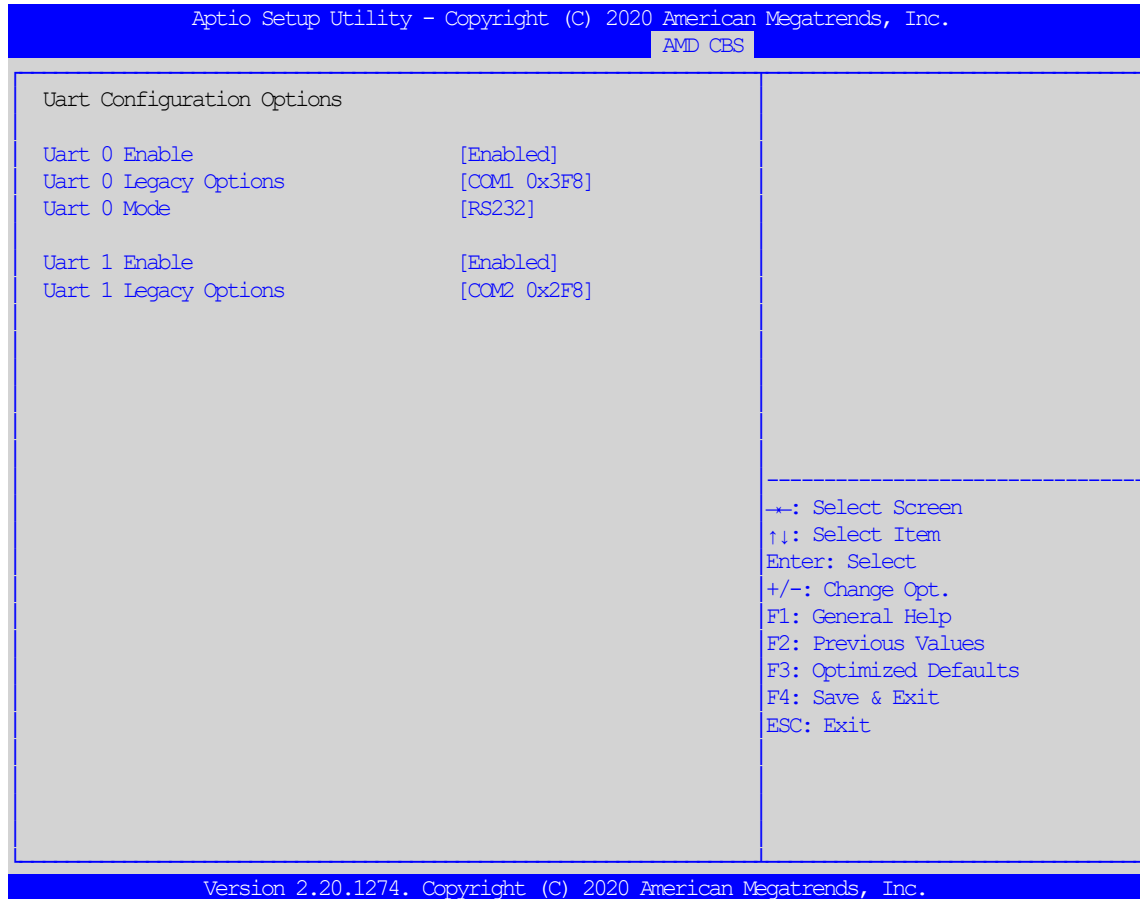 Aptio Setup Utility - Copyright (C) 2020 American Megatrends, Inc.
AMD CBS
Uart Configuration Options
Uart 0 Enable [Enabled]
Uart 0 Legacy Options [COM1 0x3F8]
Uart 0 Mode [RS232]
Uart 1 Enable [Enabled]
Uart 1 Legacy Options [COM2 0x2F8]
→←: Select Screen
↑↓: Select Item
Enter: Select
+/-: Change Opt.
F1: General Help
F2: Previous Values
F3: Optimized Defaults
F4: Save & Exit
ESC: Exit
Version 2.20.1274. Copyright (C) 2020 American Megatrends, Inc.